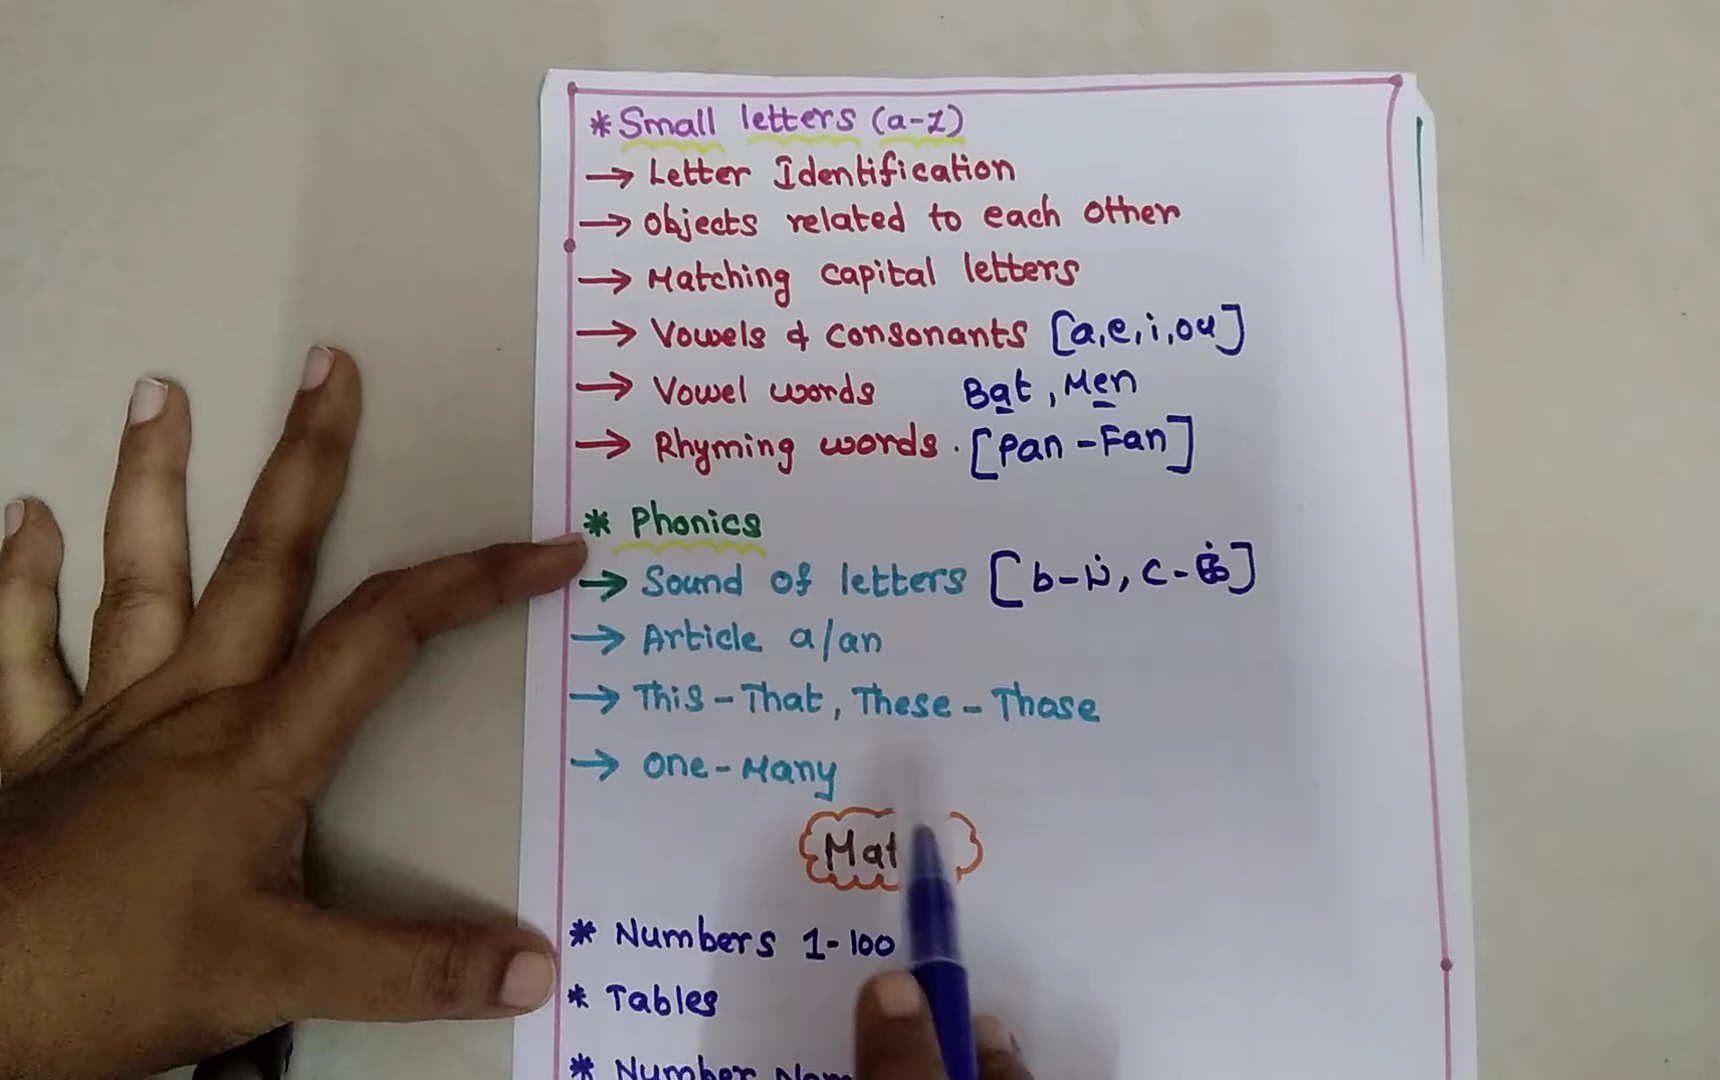 * Small letters (a-z)
→ Letter Identification
→ Objects related to each other
→ Matching capital letters
→ Vowels & consonants [a,e,i,ou]
→ Vowel words Bat, Men
→ Rhyming words. [Pan - Fan]
* Phonics
→ Sound of letters [b- , c- ]
→ Article a/an
→ This - That, These - Those
→ One - Many
* Numbers 1-100
* Tables
* Number